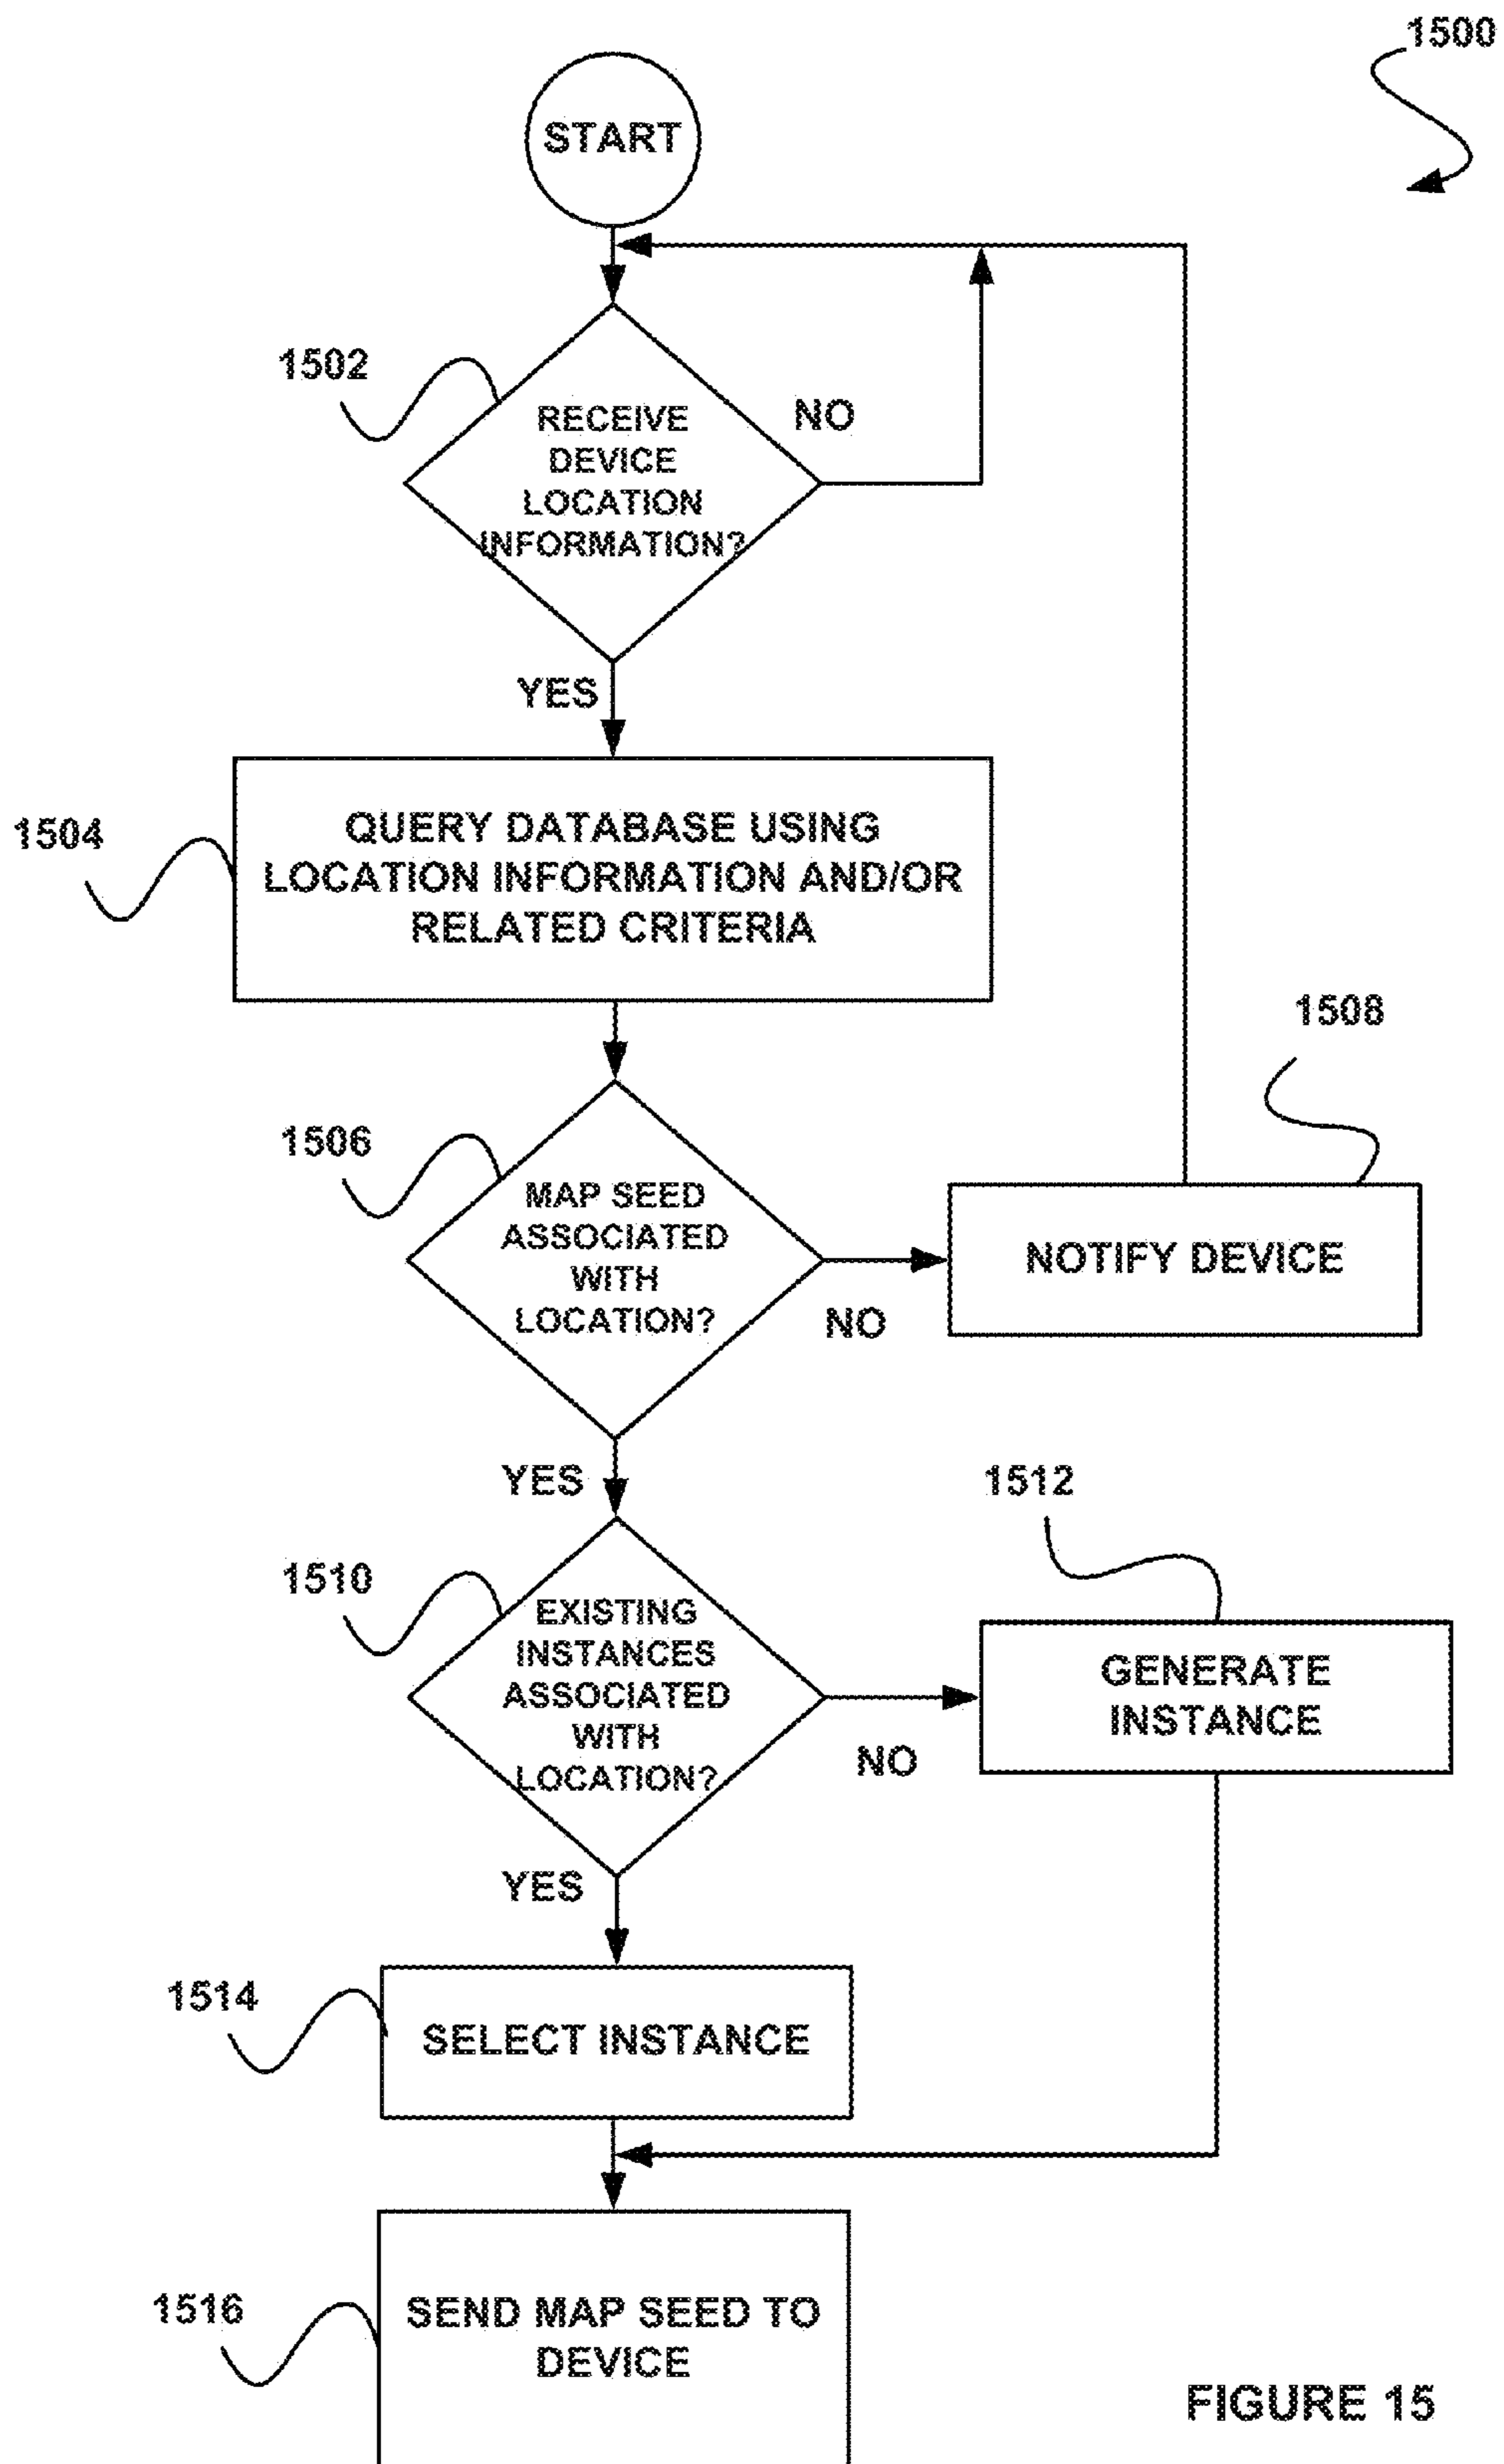 1500
START
1502
RECEIVE
DEVICE
LOCATION
INFORMATION?
NO
YES
1504
QUERY DATABASE USING
LOCATION INFORMATION AND/OR
RELATED CRITERIA
1508
1506
MAP SEED
ASSOCIATED
WITH
LOCATION?
NO
NOTIFY DEVICE
YES
1512
1510
EXISTING
INSTANCES
ASSOCIATED
WITH
LOCATION?
NO
GENERATE
INSTANCE
YES
1514
SELECT INSTANCE
1516
SEND MAP SEED TO
DEVICE
FIGURE 15